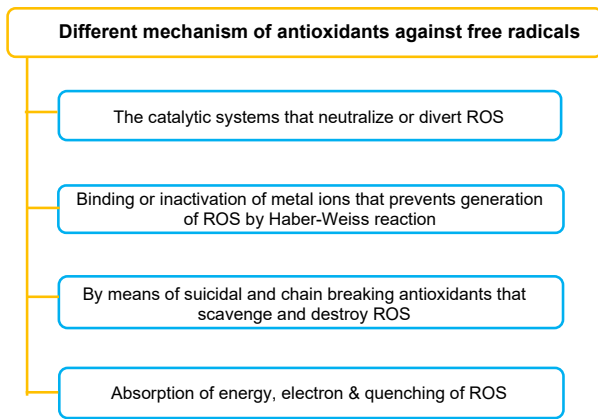 Different mechanism of antioxidants against free radicals
The catalytic systems that neutralize or divert ROS
Binding or inactivation of metal ions that prevents generation
of ROS by Haber-Weiss reaction
By means of suicidal and chain breaking antioxidants that
scavenge and destroy ROS
Absorption of energy, electron & quenching of ROS